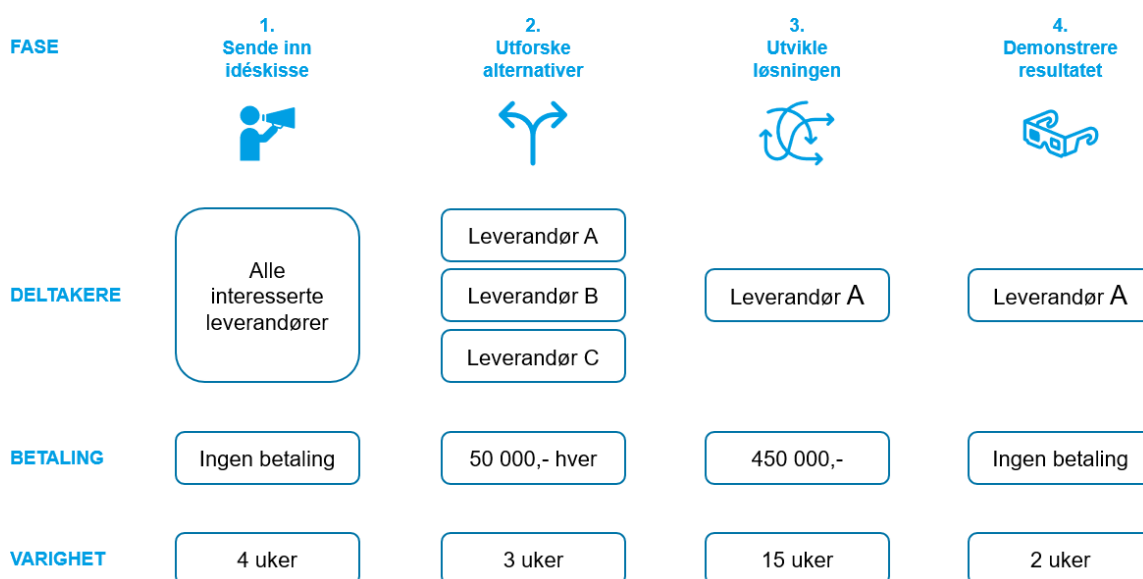 FASE
1.
Sende inn
idéskisse
2.
Utforske
alternativer
3.
Utvikle
løsningen
4.
Demonstrere
resultatet
DELTAKERE
Alle
interesserte
leverandører
Leverandør A
Leverandør B
Leverandør C
Leverandør A
Leverandør A
BETALING
Ingen betaling
50 000,- hver
450 000,-
Ingen betaling
VARIGHET
4 uker
3 uker
15 uker
2 uker